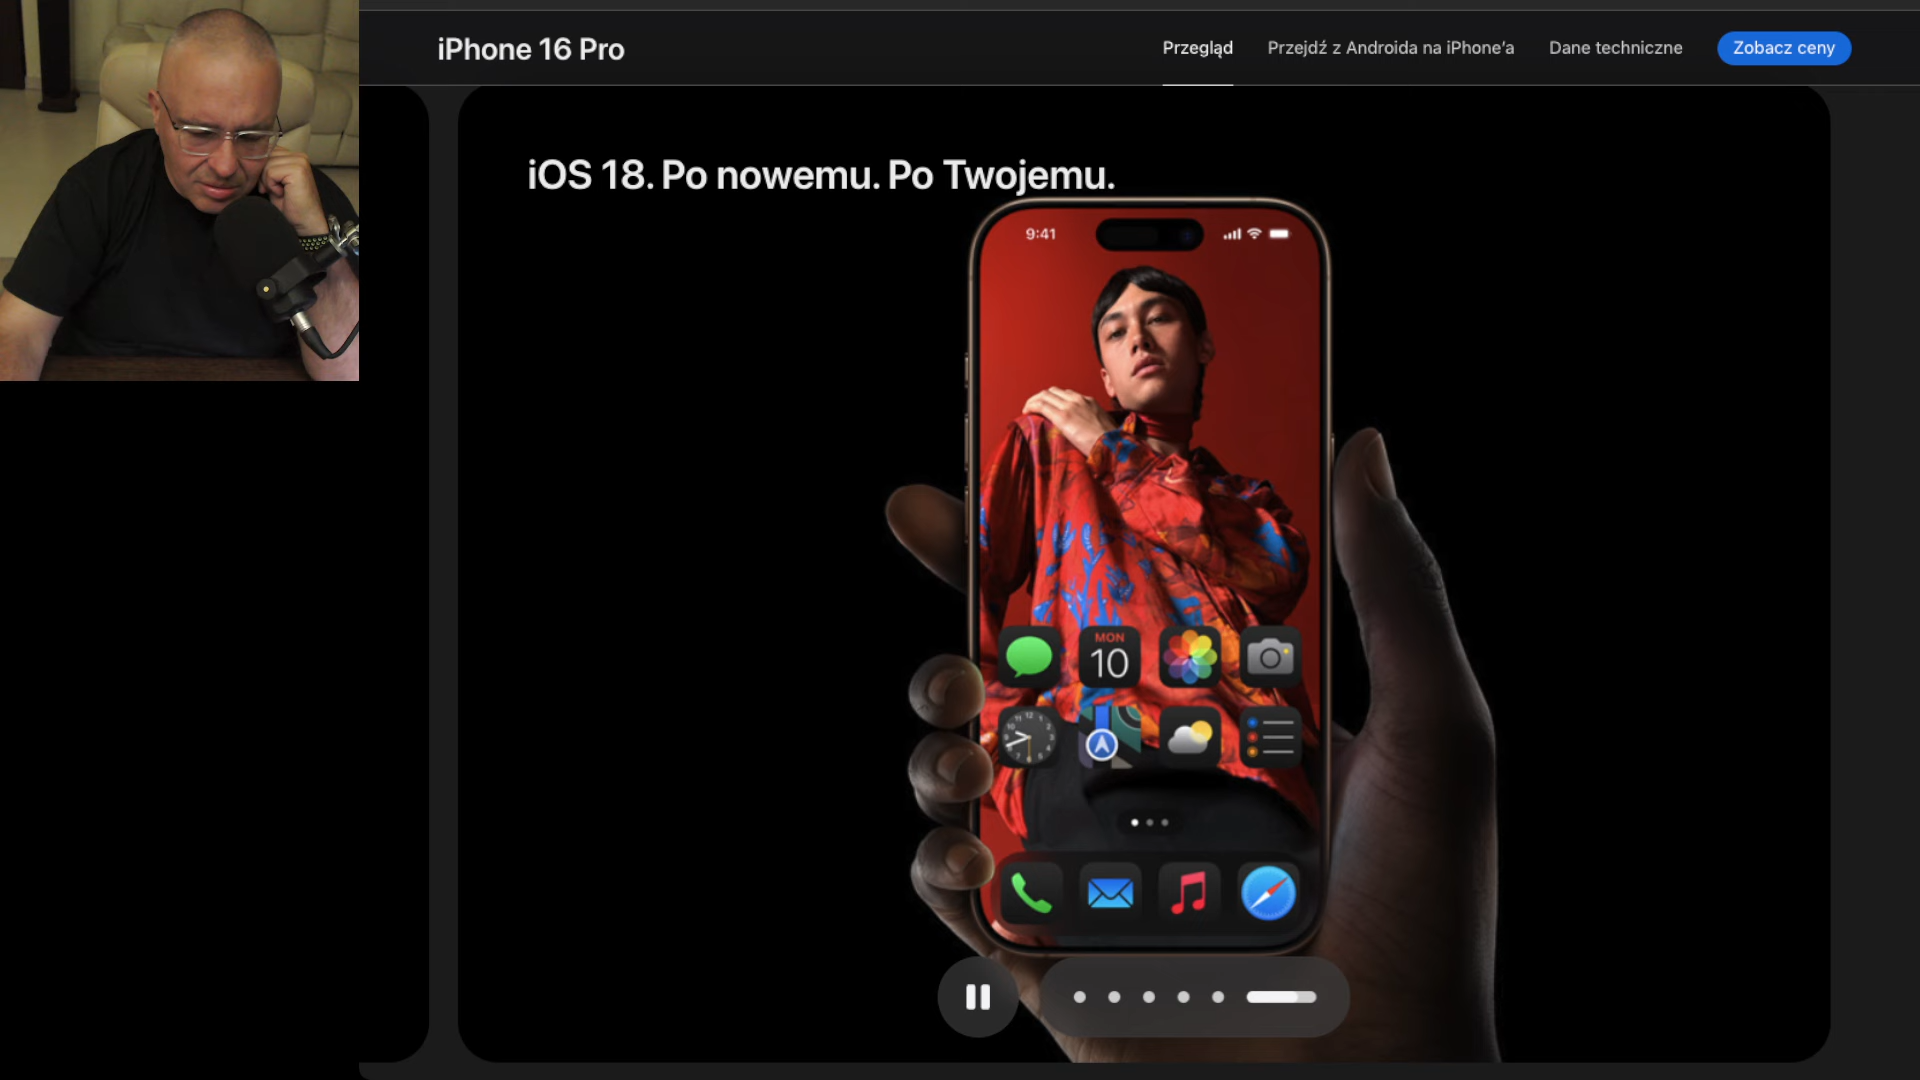 iPhone 16 Pro
Przegląd
Przejdź z Androida na iPhone’a
Dane techniczne
Zobacz ceny
iOS 18. Po nowemu. Po Twojemu.
9:41
MON
10